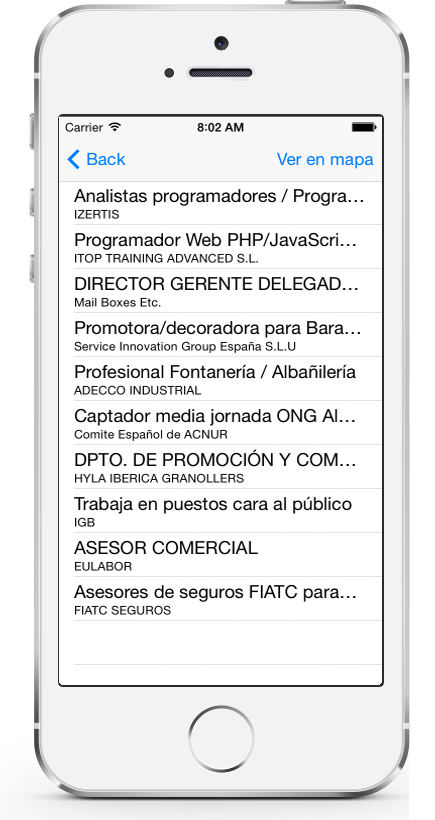 Carrier 8:02 AM
Back Ver en mapa
Analistas programadores / Progra...
IZERTIS
Programador Web PHP/JavaScri...
ITOP TRAINING ADVANCED S.L.
DIRECTOR GERENTE DELEGAD...
Mail Boxes Etc.
Promotora/decoradora para Bara...
Service Innovation Group España S.L.U
Profesional Fontanería / Albañilería
ADECCO INDUSTRIAL
Captador media jornada ONG Al...
Comite Español de ACNUR
DPTO. DE PROMOCIÓN Y COM...
HYLA IBERICA GRANOLLERS
Trabaja en puestos cara al público
IGB
ASESOR COMERCIAL
EULABOR
Asesores de seguros FIATC para...
FIATC SEGUROS